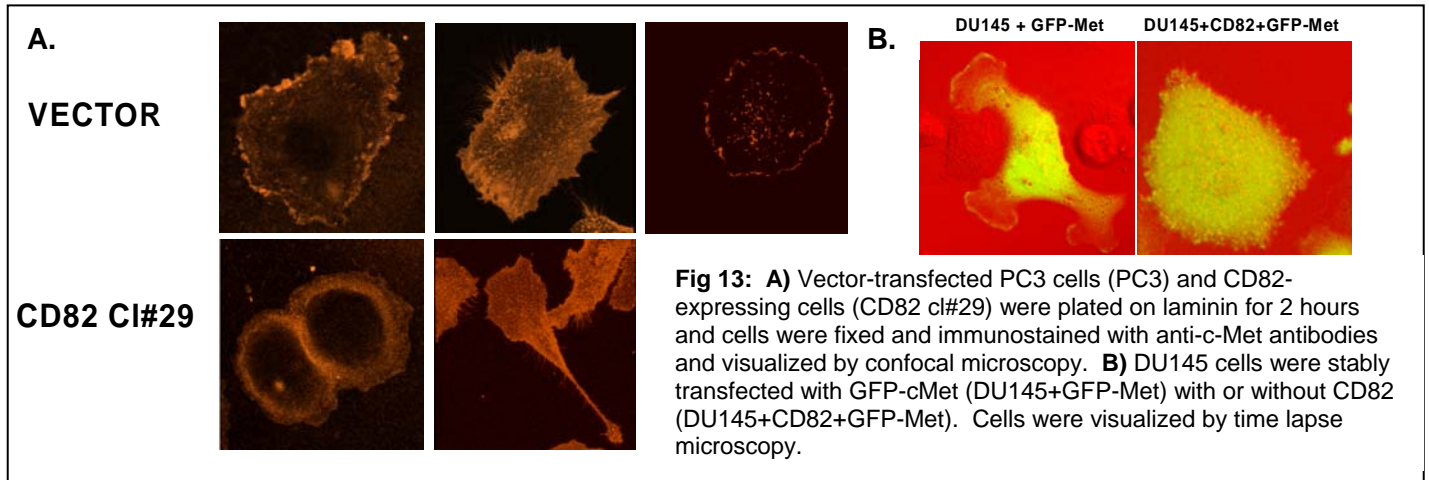 A.
VECTOR
CD82 Cl#29
B.
DU145 + GFP-Met
DU145+CD82+GFP-Met
Fig 13: A) Vector-transfected PC3 cells (PC3) and CD82-
expressing cells (CD82 cl#29) were plated on laminin for 2 hours
and cells were fixed and immunostained with anti-c-Met antibodies
and visualized by confocal microscopy. B) DU145 cells were stably
transfected with GFP-cMet (DU145+GFP-Met) with or without CD82
(DU145+CD82+GFP-Met). Cells were visualized by time lapse
microscopy.